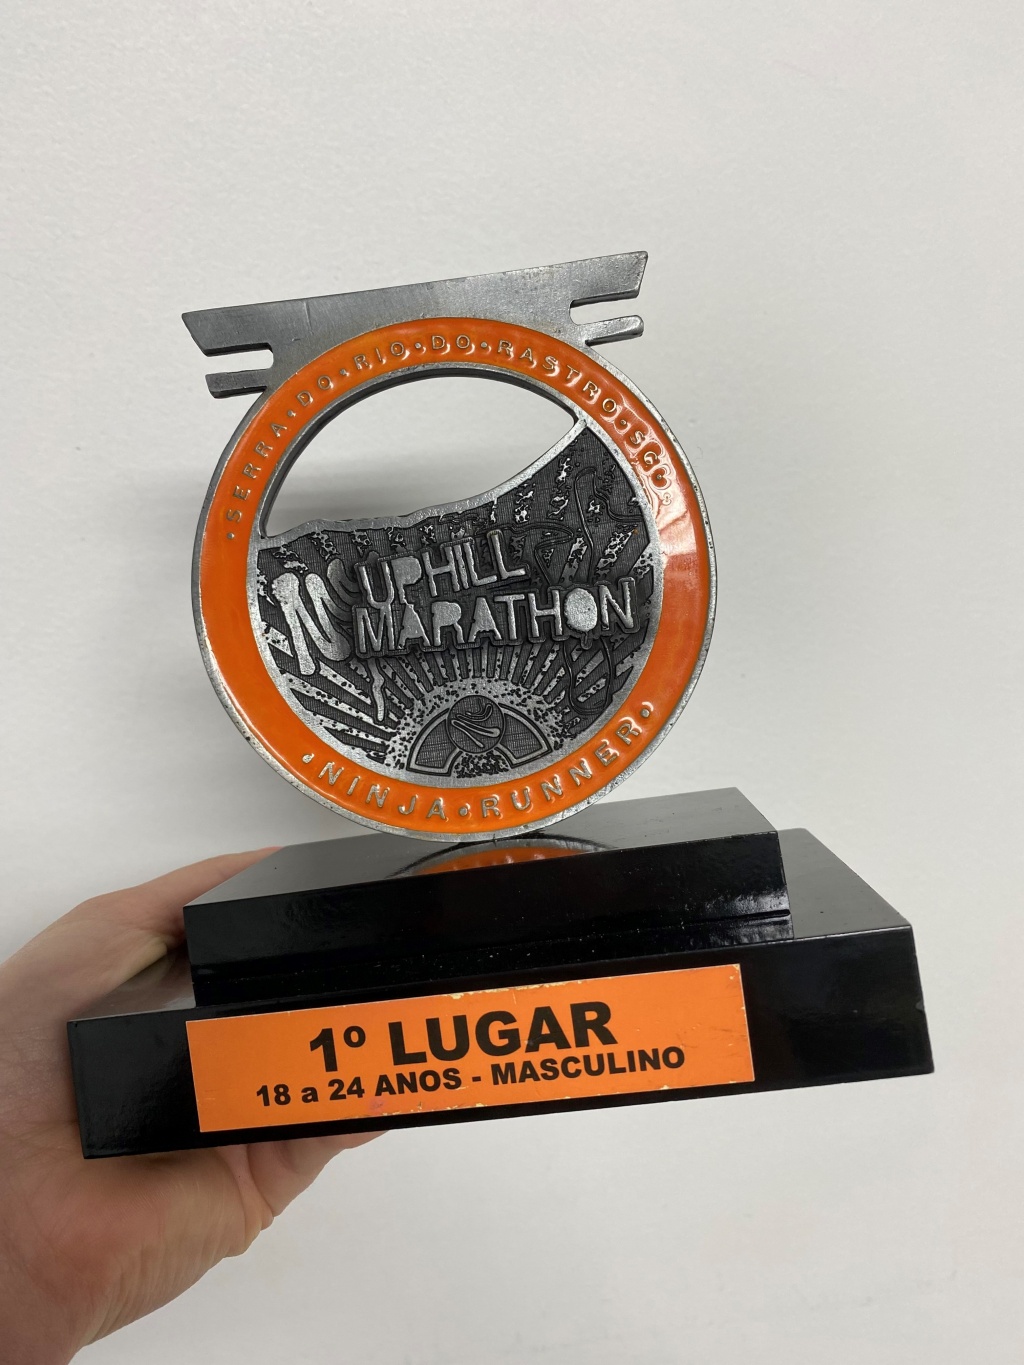 •SERRA•DO•RIO•DO•RASTRO•SC•
UPHILL
MARATHON
•NINJA•RUNNER•
1º LUGAR
18 a 24 ANOS - MASCULINO